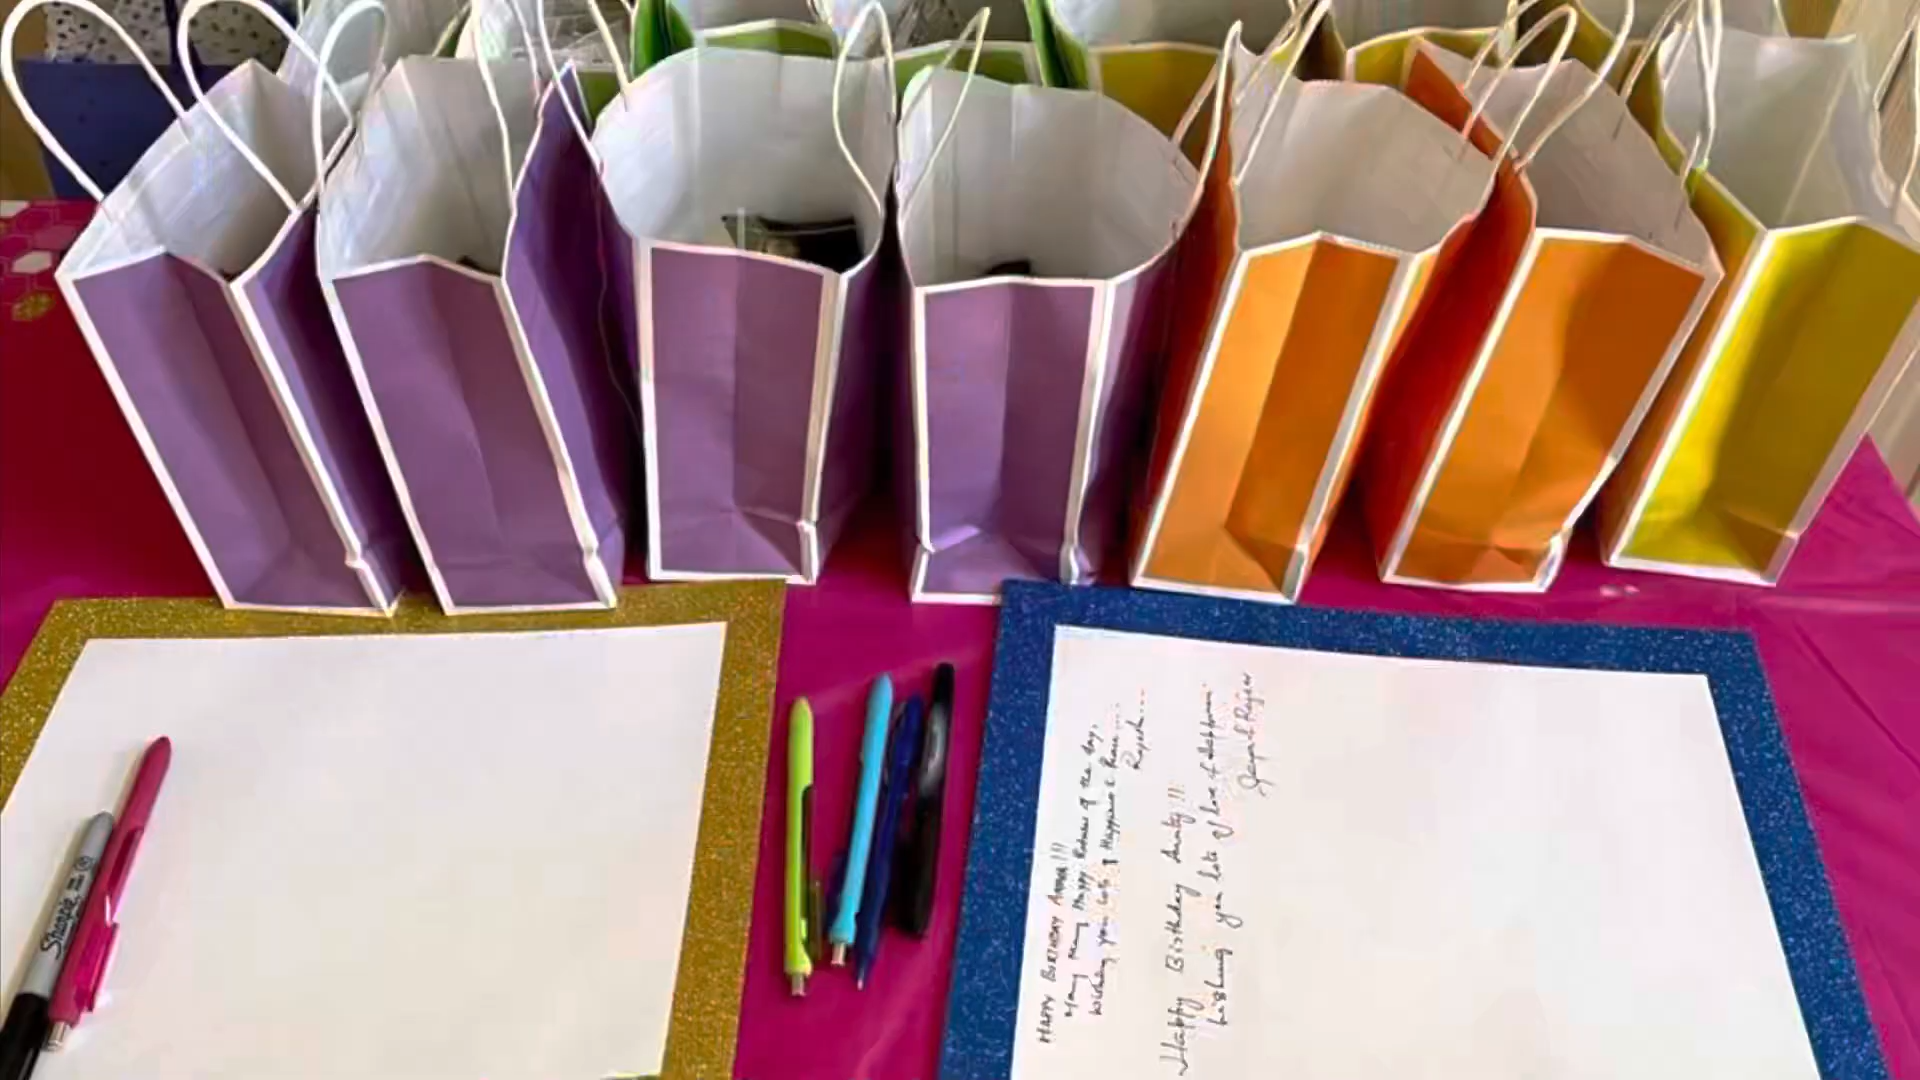 Sharpie
HAPPY BIRTHDAY AMMA!!!
Many Many Happy Returns of the day,
Wishing you lots of Happiness & Peace ...
Rajesh...
Happy Birthday Aunty!!
Wishing you lots of love & happiness